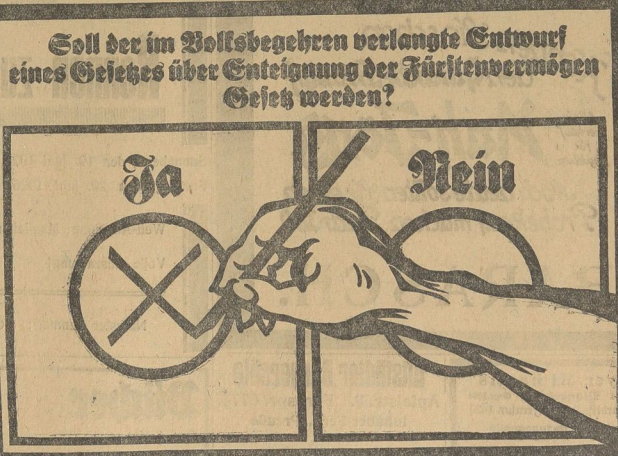 Soll der im Volksbegehren verlangte Entwurf
eines Gesetzes über Enteignung der Fürstenvermögen
Gesetz werden?
Ja
Nein